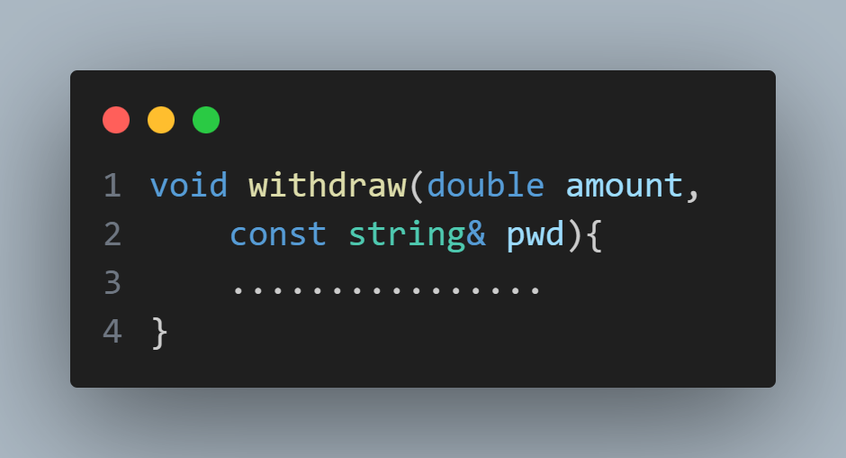 1 void withdraw(double amount,
2     const string& pwd){
3     ................
4 }